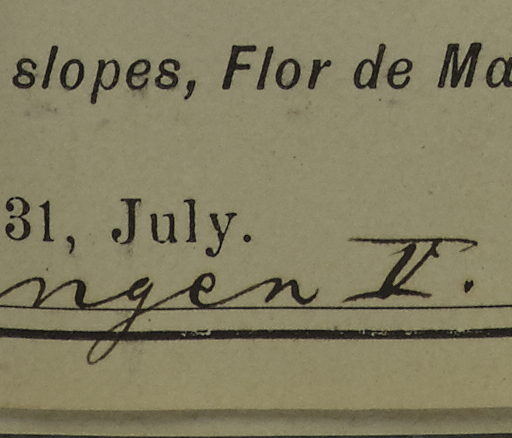 slopes, Flor de Ma
31, July.
ngen V.